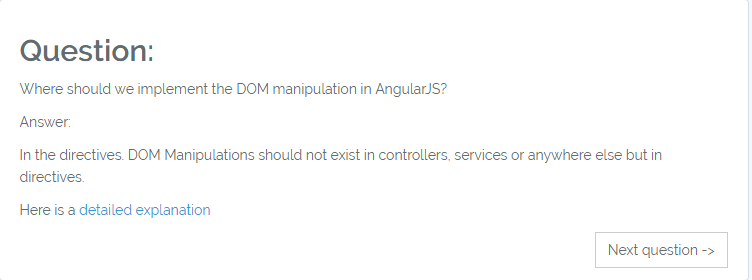 Question:
Where should we implement the DOM manipulation in AngularJS?
Answer:
In the directives. DOM Manipulations should not exist in controllers, services or anywhere else but in
directives.
Here is a detailed explanation
Next question ->